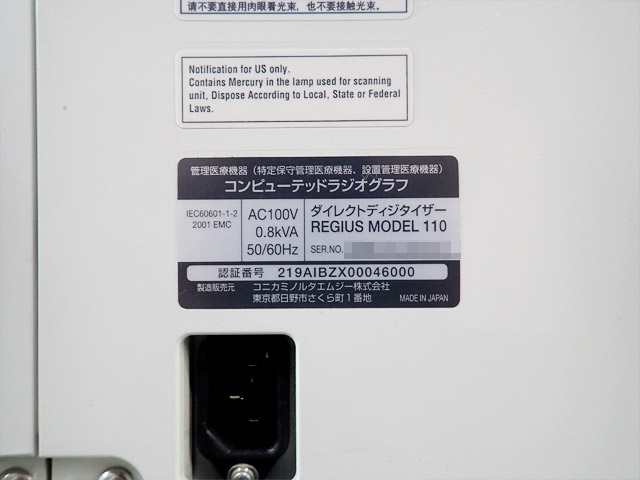 请不要直接用肉眼看光束，也不要接触光束。
Notification for US only.
Contains Mercury in the lamp used for scanning
unit, Dispose According to Local, State or Federal
Laws.
管理医療機器（特定保守管理医療機器、設置管理医療機器）
コンピューテッドラジオグラフ
IEC60601-1-2
2001 EMC
AC100V
0.8kVA
50/60Hz
ダイレクトディジタイザー
REGIUS MODEL 110
SER.NO.
認証番号 219AIBZX00046000
製造販売元 コニカミノルタエムジー株式会社
東京都日野市さくら町1番地
MADE IN JAPAN